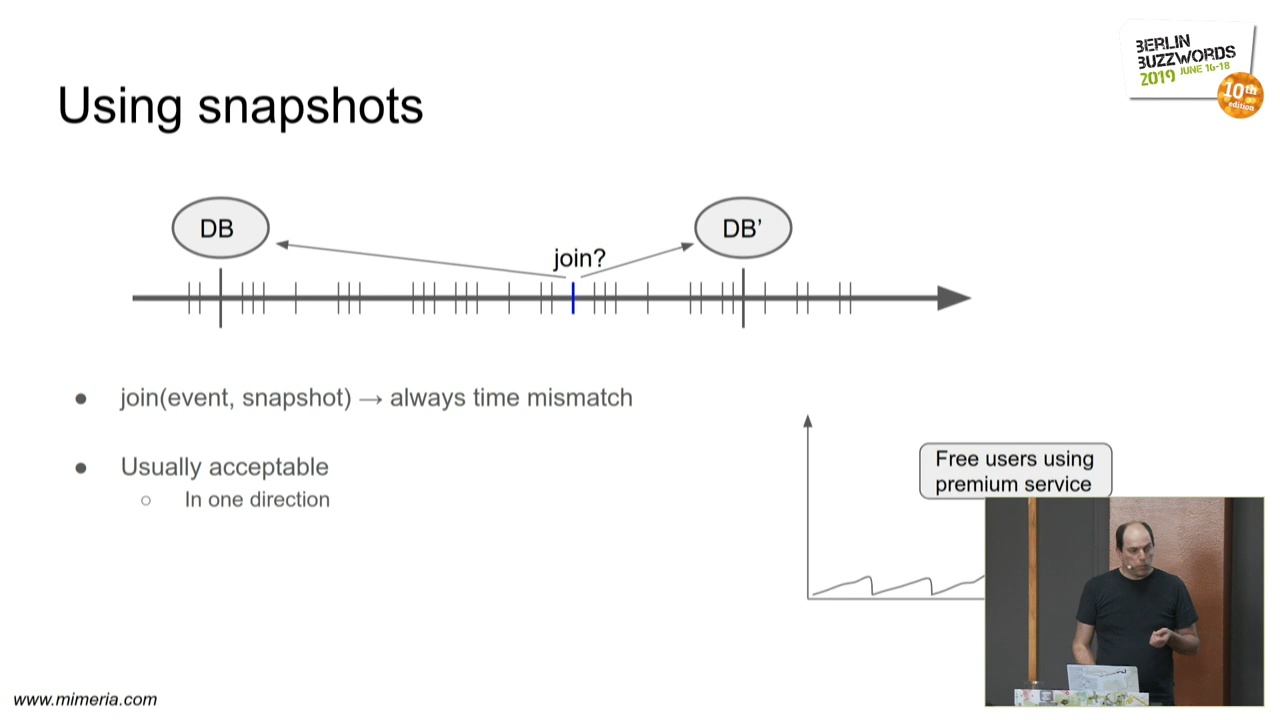 BERLIN
BUZZWORDS
2019 JUNE 16-18
10th
edition
Using snapshots
DB
DB’
join?
● join(event, snapshot) → always time mismatch
● Usually acceptable
○ In one direction
Free users using
premium service
www.mimeria.com